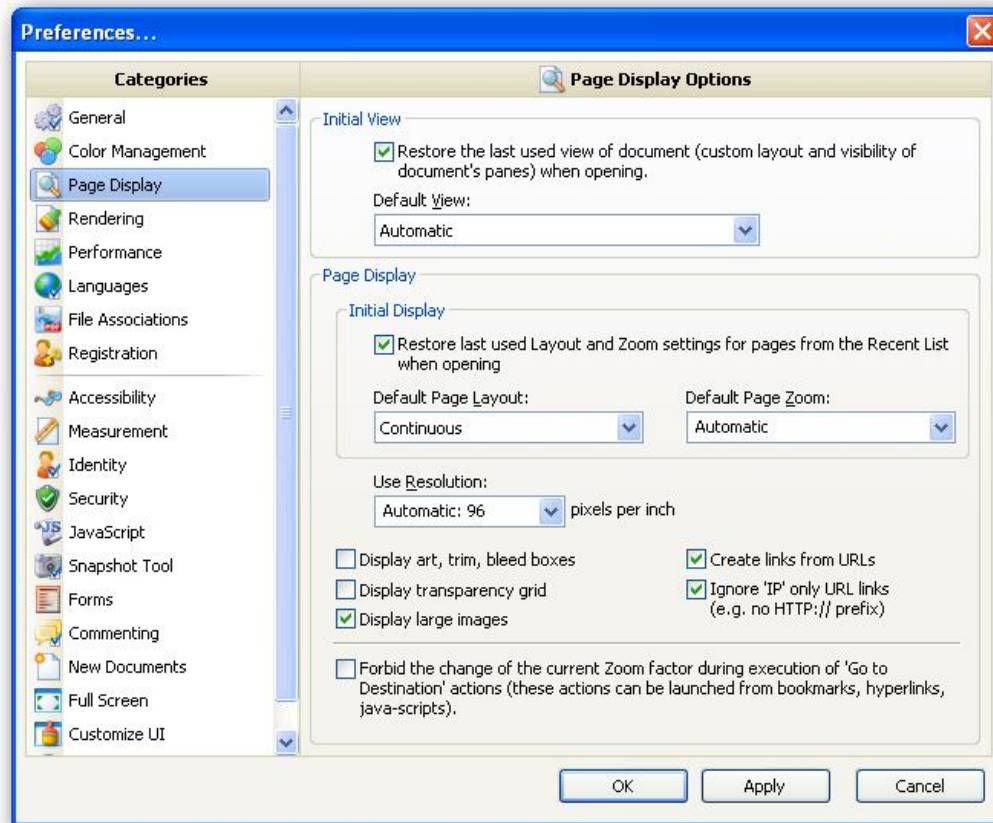 Preferences...
Categories
General
Color Management
Page Display
Rendering
Performance
Languages
File Associations
Registration
Accessibility
Measurement
Identity
Security
JavaScript
Snapshot Tool
Forms
Commenting
New Documents
Full Screen
Customize UI
Page Display Options
Initial View
Restore the last used view of document (custom layout and visibility of
document's panes) when opening.
Default View:
Automatic
Page Display
Initial Display
Restore last used Layout and Zoom settings for pages from the Recent List
when opening
Default Page Layout:
Continuous
Default Page Zoom:
Automatic
Use Resolution:
Automatic: 96
pixels per inch
Display art, trim, bleed boxes
Display transparency grid
Display large images
Create links from URLs
Ignore 'IP' only URL links
(e.g. no HTTP:// prefix)
Forbid the change of the current Zoom factor during execution of 'Go to
Destination' actions (these actions can be launched from bookmarks, hyperlinks,
java-scripts).
OK
Apply
Cancel